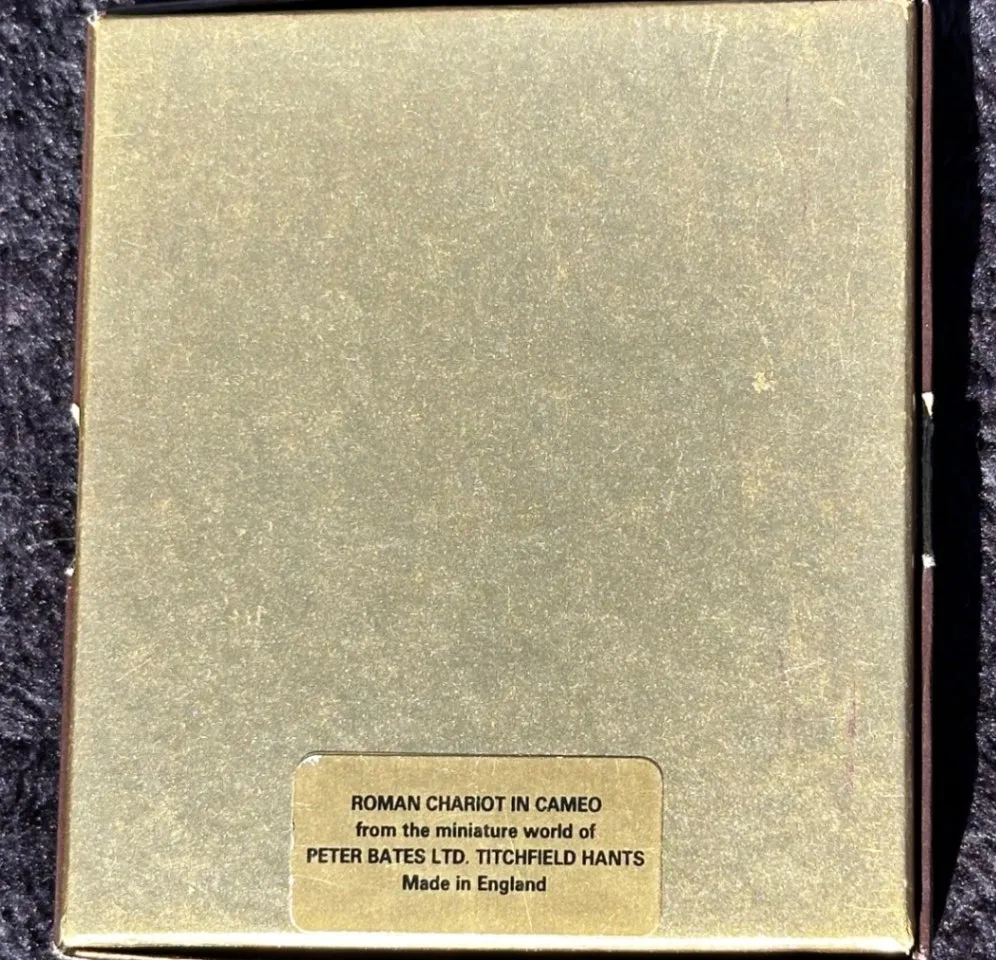 ROMAN CHARIOT IN CAMEO
from the miniature world of
PETER BATES LTD. TITCHFIELD HANTS
Made in England